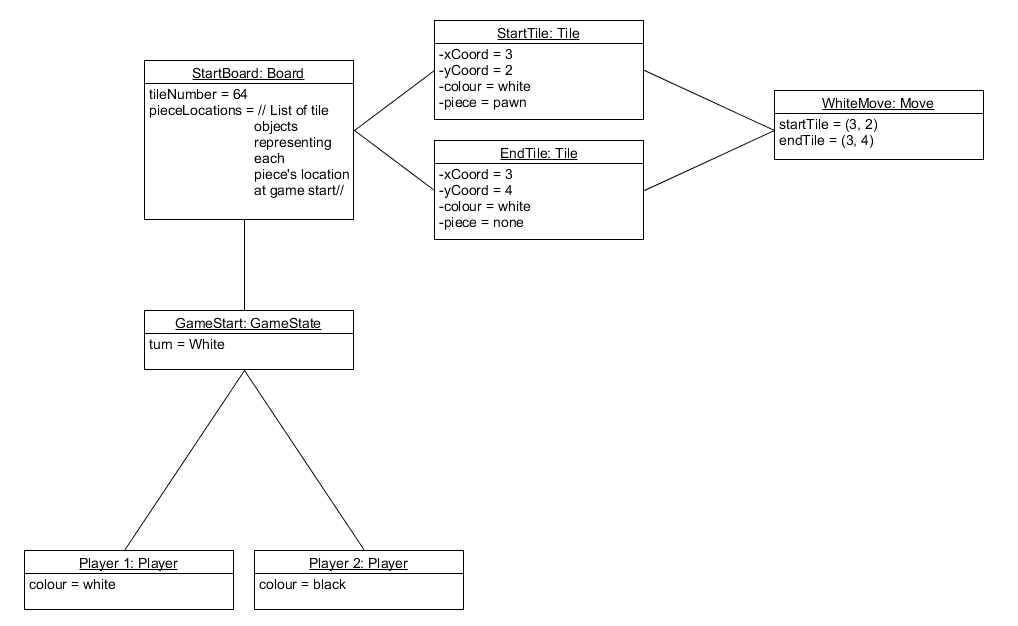 StartTile: Tile
-xCoord = 3
-yCoord = 2
-colour = white
-piece = pawn
StartBoard: Board
tileNumber = 64
pieceLocations = // List of tile
objects
representing
each
piece's location
at game start//
WhiteMove: Move
startTile = (3, 2)
endTile = (3, 4)
EndTile: Tile
-xCoord = 3
-yCoord = 4
-colour = white
-piece = none
GameStart: GameState
turn = White
Player 1: Player
colour = white
Player 2: Player
colour = black